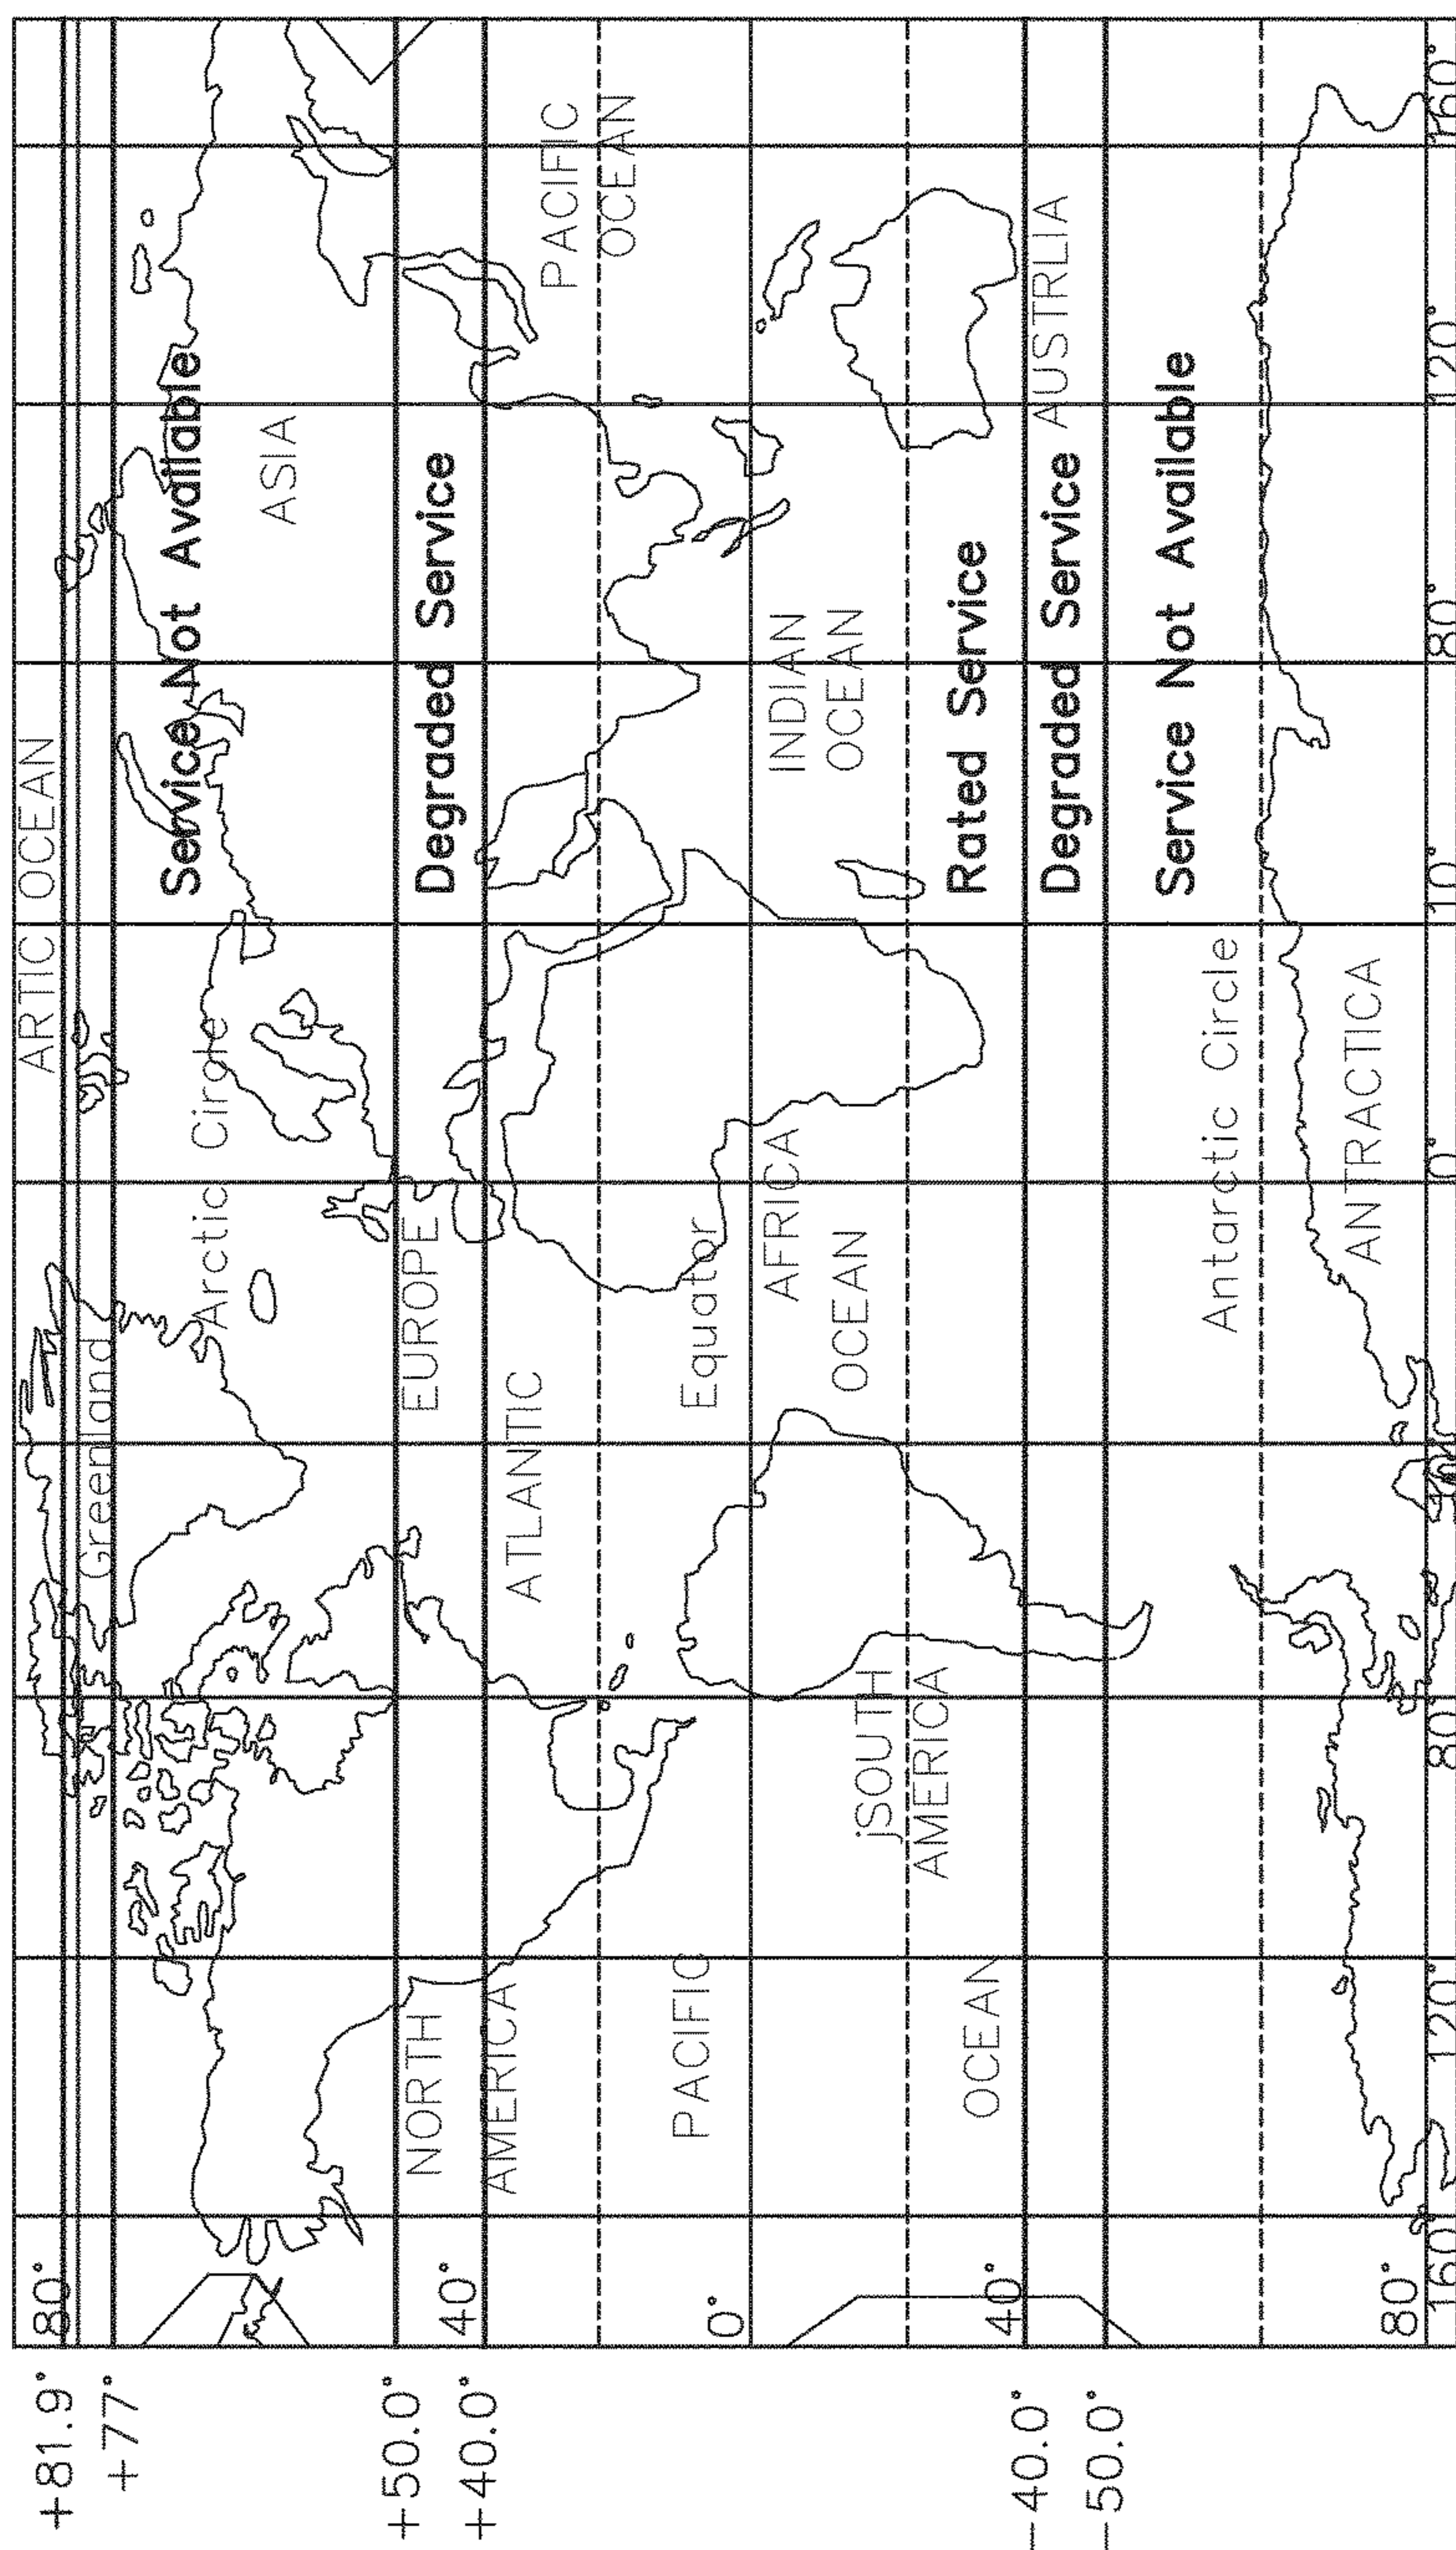 ARTIC OCEAN
+81.9°
80°
Greenland
+77°
Service Not Available
Arctic Circle
ASIA
+50.0°
EUROPE
NORTH
AMERICA
Degraded Service
40°
+40.0°
ATLANTIC
PACIFIC
OCEAN
PACIFIC
Equator
0°
AFRICA
INDIAN
OCEAN
OCEAN
jSOUTH
AMERICA
Rated Service
OCEAN
40°
-40.0°
Degraded Service
AUSTRLIA
-50.0°
Service Not Available
Antarctic Circle
ANTRACTICA
80°
160°
120°
80°
0°
10°
80°
120°
160°